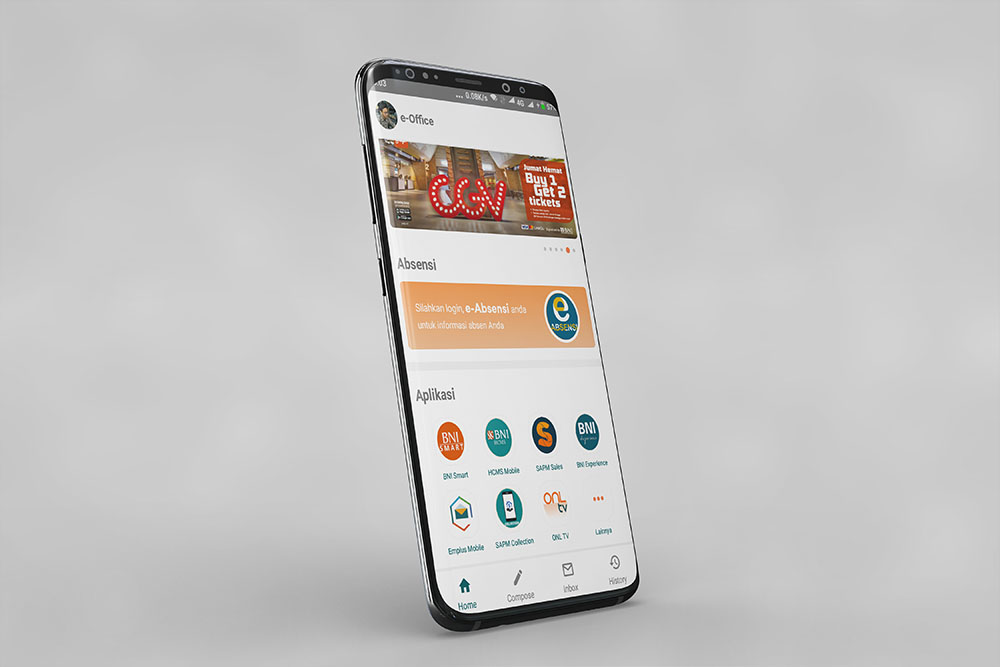 :03
... 0.08K/s 4G 57
e-Office
CGV
Jumat Hemat
Buy 1
Get 2
tickets
Absensi
Silahkan login, e-Absensi anda
untuk informasi absen Anda
e
ABSENSI
Aplikasi
BNI
SMART
BNI
HCMS
S
BNI
Experience
BNI Smart
HCMS Mobile
SAPM Sales
BNI Experience
ONL
tv
Emplus Mobile
SAPM Collection
ONL TV
Lainnya
Home
Compose
Inbox
History